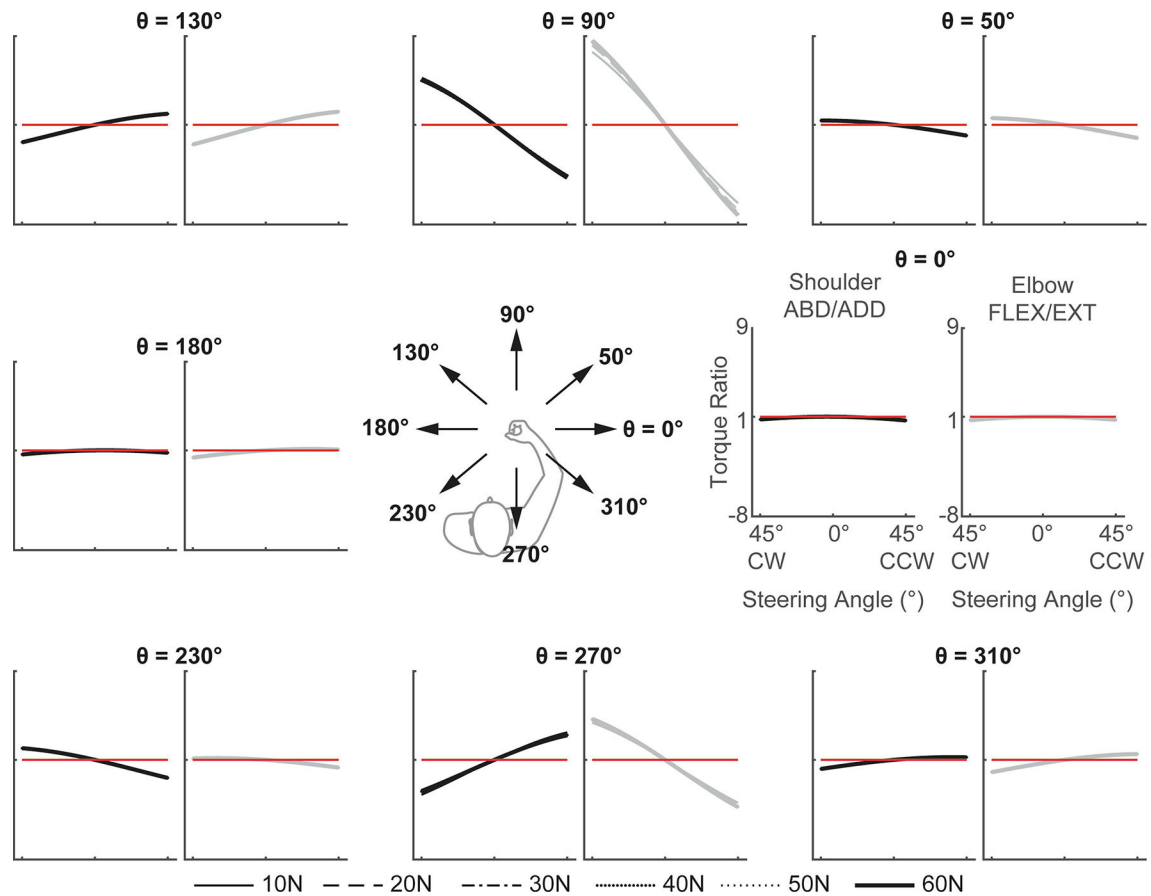 θ = 130°
θ = 90°
θ = 50°
θ = 0°
Shoulder
ABD/ADD
Elbow
FLEX/EXT
θ = 180°
90°
130°
50°
180°
θ = 0°
230°
310°
270°
Torque Ratio
9
1
-8
45°
CW
0°
45°
CCW
Steering Angle (°)
9
1
-8
45°
CW
0°
45°
CCW
Steering Angle (°)
θ = 230°
θ = 270°
θ = 310°
10N 20N 30N 40N 50N 60N